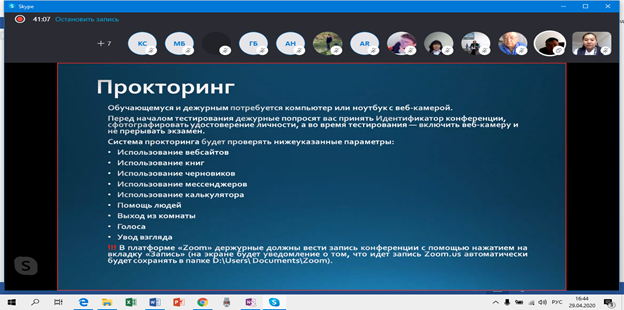 Skype
41:07 Остановить запись
+ 7
КС
МБ
ГБ
АН
AR
Прокторинг
Обучающемуся и дежурным потребуется компьютер или ноутбук с веб-камерой.
Перед началом тестирования дежурные попросят вас принять Идентификатор конференции,
сфотографировать удостоверение личности, а во время тестирования — включить веб-камеру и
не прерывать экзамен.
Система прокторинга будет проверять нижеуказанные параметры:
• Использование вебсайтов
• Использование книг
• Использование черновиков
• Использование мессенджеров
• Использование калькулятора
• Помощь людей
• Выход из комнаты
• Голоса
• Увод взгляда
!!! В платформе «Zoom» держурные должны вести запись конференции с помощью нажатием на
вкладку «Запись» (на экране будет уведомление о том, что идет запись Zoom.us автоматически
будет сохранять в папке D:\Users\ Documents\Zoom).
РУС
16:44
29.04.2020